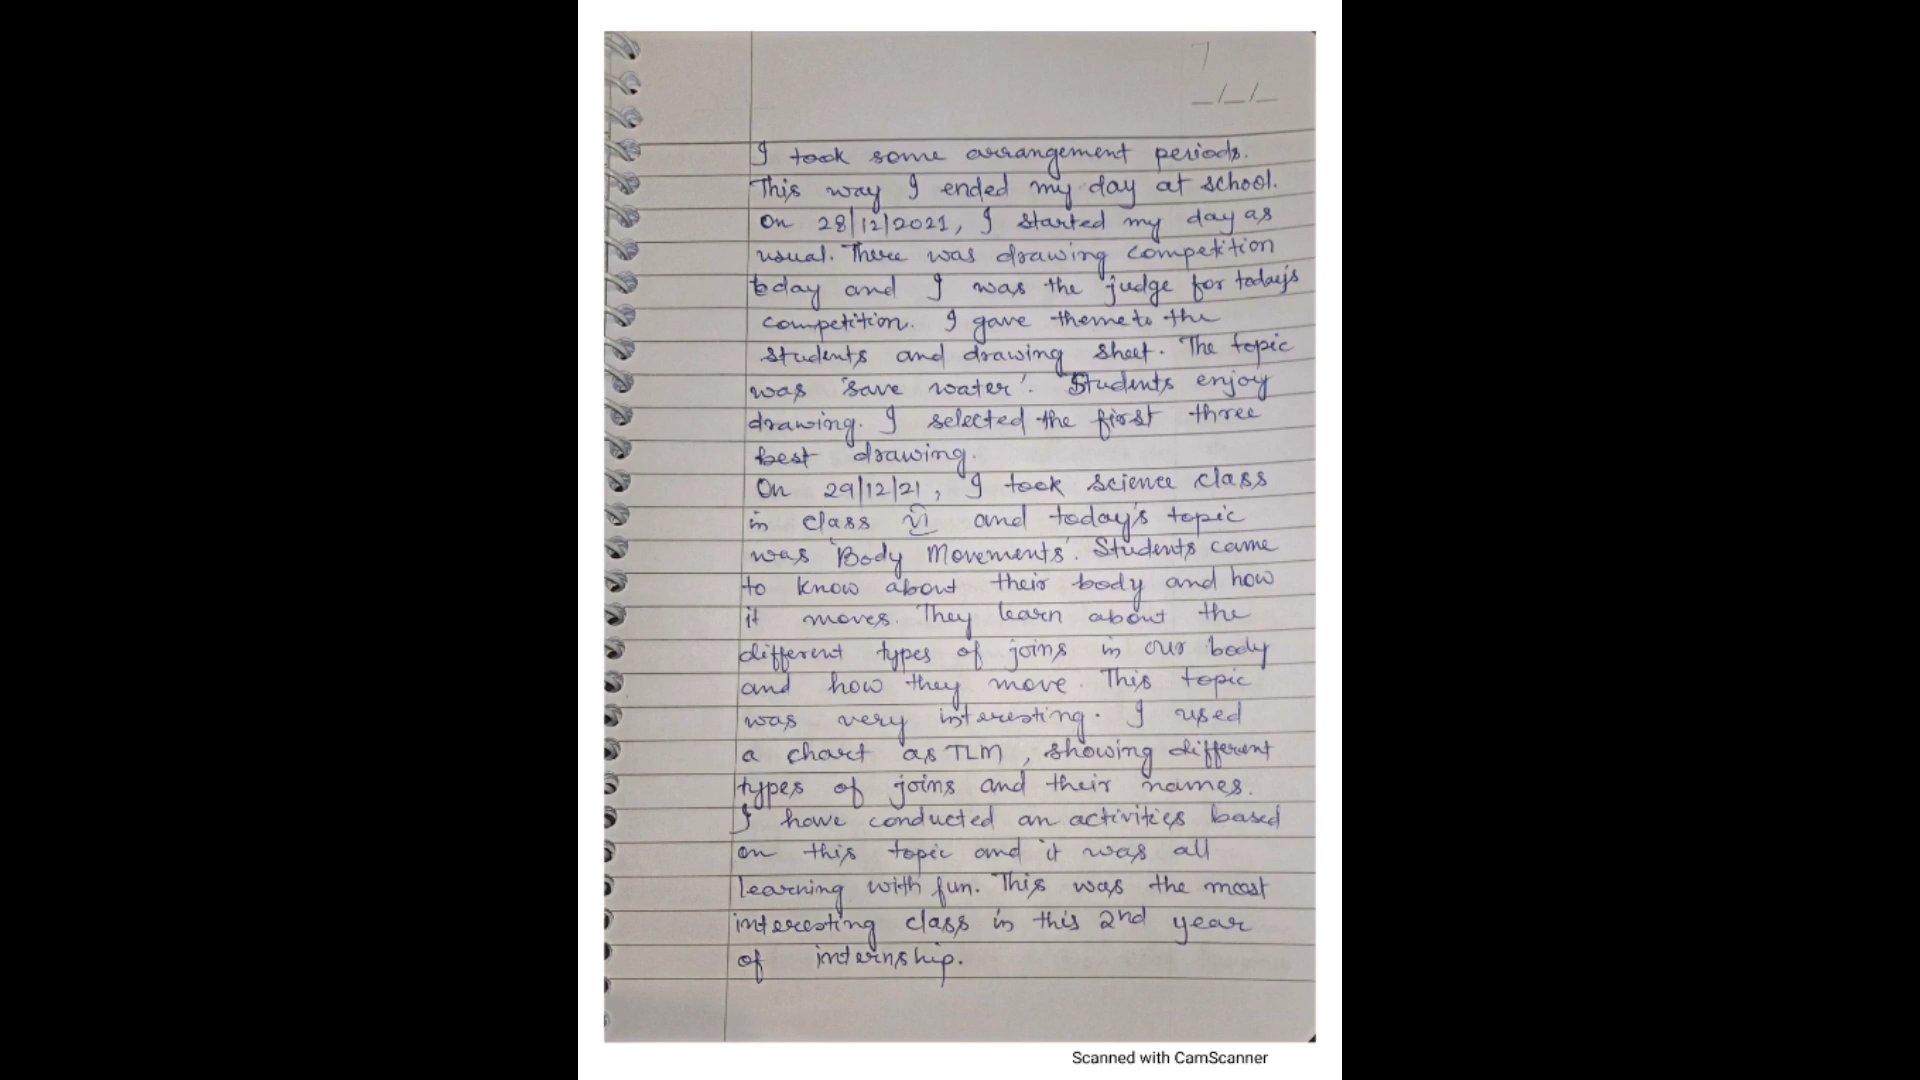 7
_/_/_
I took some arrangement periods.
This way I ended my day at school.
On 28/12/2021, I started my day as
usual. There was drawing competition
today and I was the judge for today's
competition. I gave theme to the
students and drawing sheet. The topic
was 'save water'. Students enjoy
drawing. I selected the first three
best drawing.
On 29/12/21, I took science class
in class VI and today's topic
was 'Body Movements'. Students came
to know about their body and how
it moves. They learn about the
different types of joins in our body
and how they move. This topic
was very interesting. I used
a chart as TLM, showing different
types of joins and their names.
I have conducted an activities based
on this topic and it was all
learning with fun. This was the most
interesting class in this 2nd year
of internship.
Scanned with CamScanner